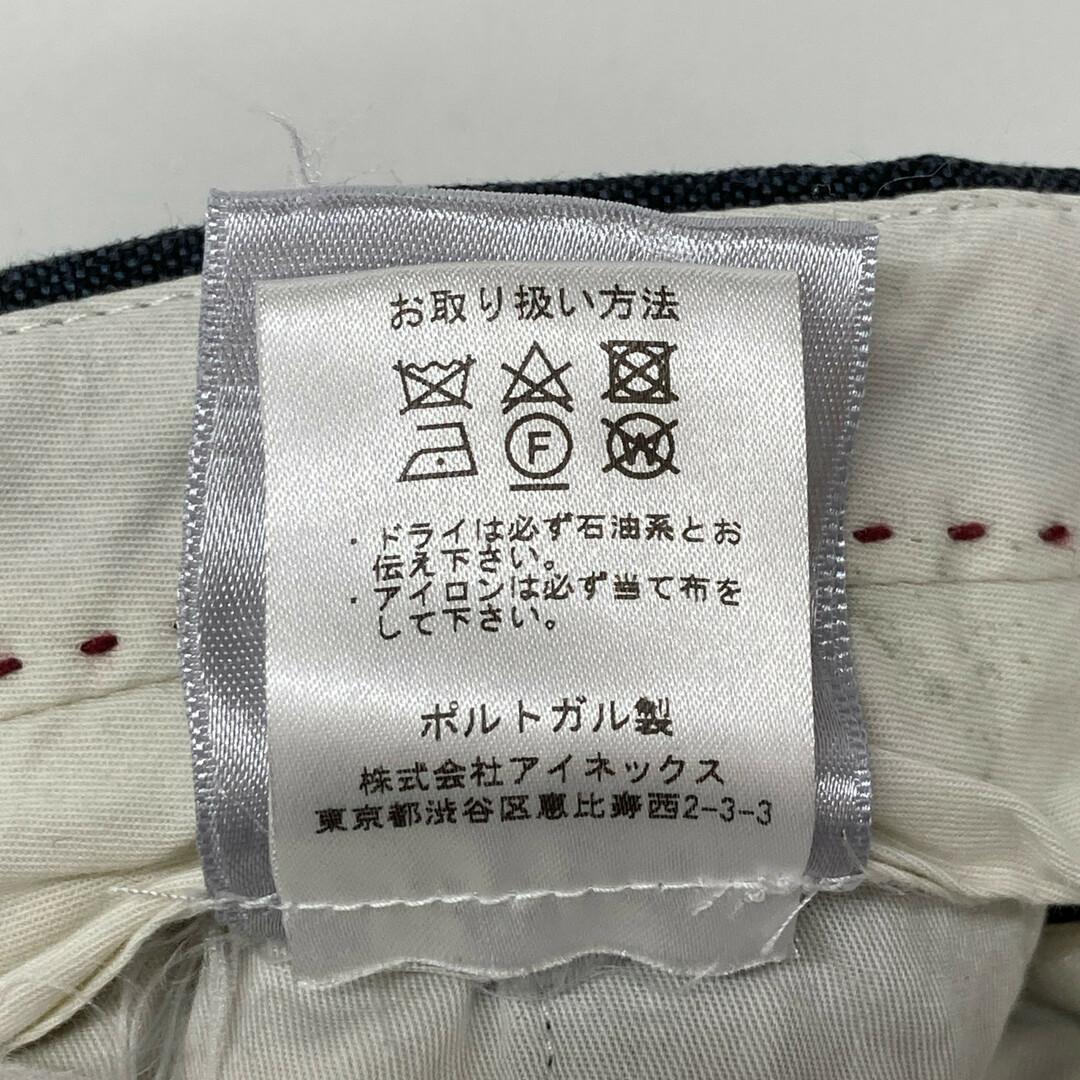 お取り扱い方法
F W
・ドライは必ず石油系とお
伝え下さい。
・アイロンは必ず当て布を
して下さい。
ポルトガル製
株式会社アイネックス
東京都渋谷区恵比寿西2-3-3